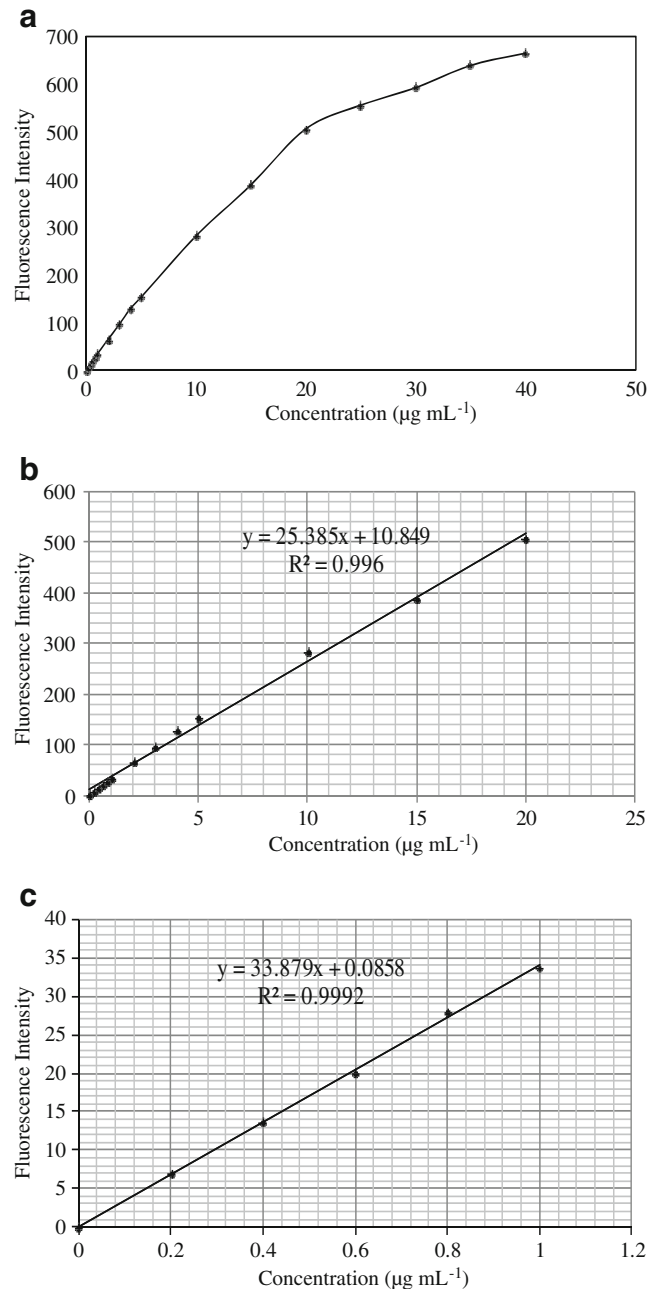 a
700
600
500
400
300
200
100
0
Fluorescence Intensity
0 10 20 30 40 50
Concentration (µg mL⁻¹)
b
600
500
400
300
200
100
0
Fluorescence Intensity
y = 25.385x + 10.849
R² = 0.996
0 5 10 15 20 25
Concentration (µg mL⁻¹)
c
40
35
30
25
20
15
10
5
0
Fluorescence Intensity
y = 33.879x + 0.0858
R² = 0.9992
0 0.2 0.4 0.6 0.8 1 1.2
Concentration (µg mL⁻¹)